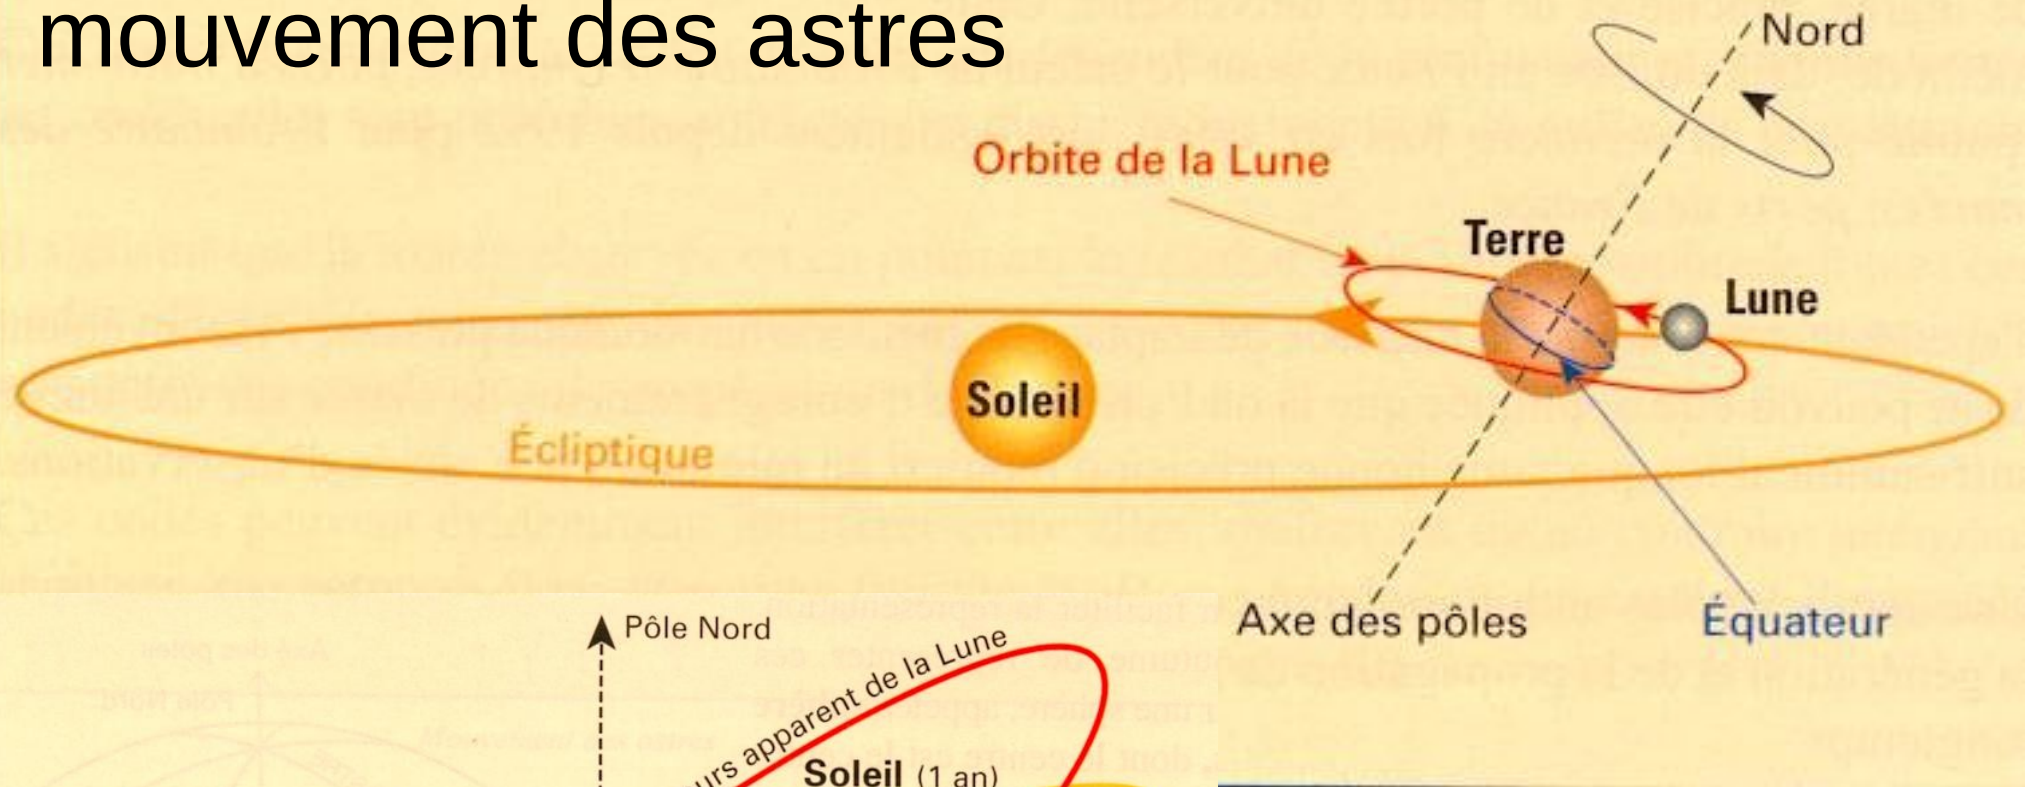 mouvement des astres
Nord
Orbite de la Lune
Terre
Lune
Soleil
Écliptique
Axe des pôles
Équateur
Pôle Nord
apparent de la Lune
Soleil (1 an)